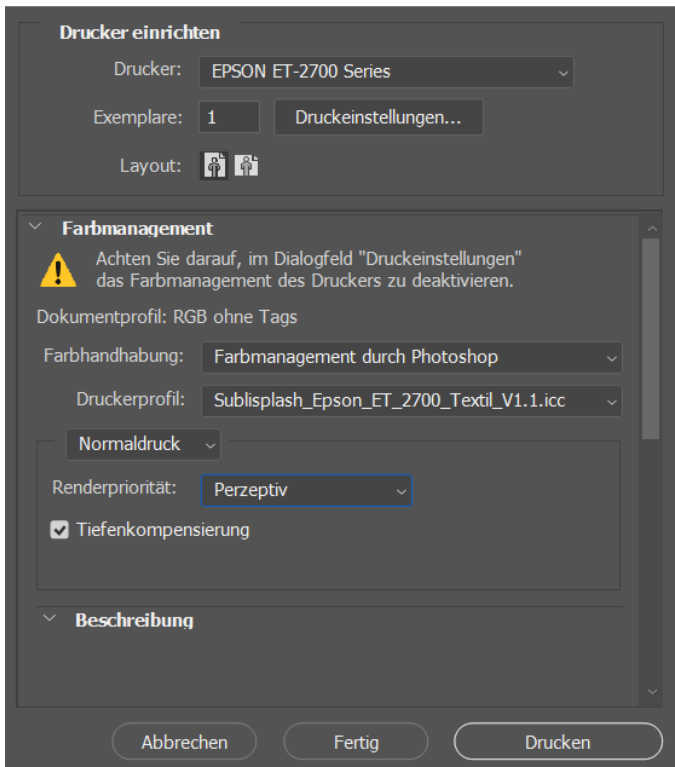 Drucker einrichten
Drucker: EPSON ET-2700 Series
Exemplare: 1 Druckeinstellungen...
Layout:
Farbmanagement
Achten Sie darauf, im Dialogfeld "Druckeinstellungen"
das Farbmanagement des Druckers zu deaktivieren.
Dokumentprofil: RGB ohne Tags
Farbhandhabung: Farbmanagement durch Photoshop
Druckerprofil: Sublisplash_Epson_ET_2700_Textil_V1.1.icc
Normaldruck
Renderpriorität: Perzeptiv
Tiefenkompensierung
Beschreibung
Abbrechen Fertig Drucken